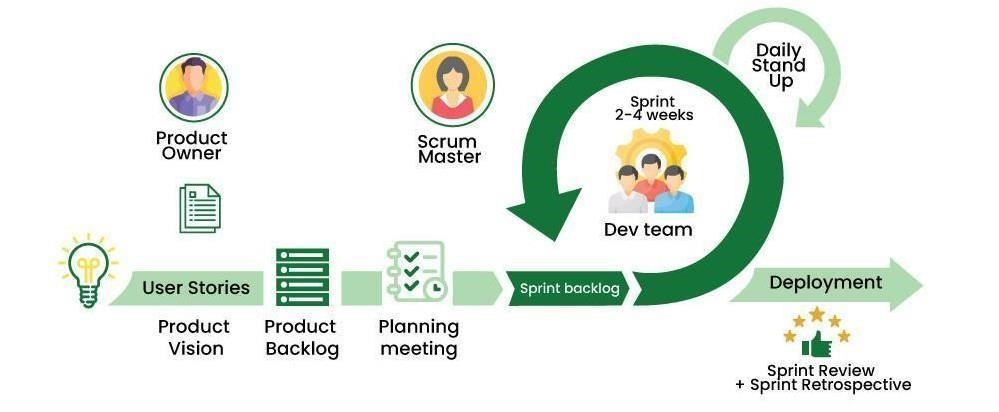 Daily
Stand
Up
Product
Owner
Scrum
Master
Sprint
2-4 weeks
Dev team
User Stories
Sprint backlog
Deployment
Product
Vision
Product
Backlog
Planning
meeting
Sprint Review
+ Sprint Retrospective